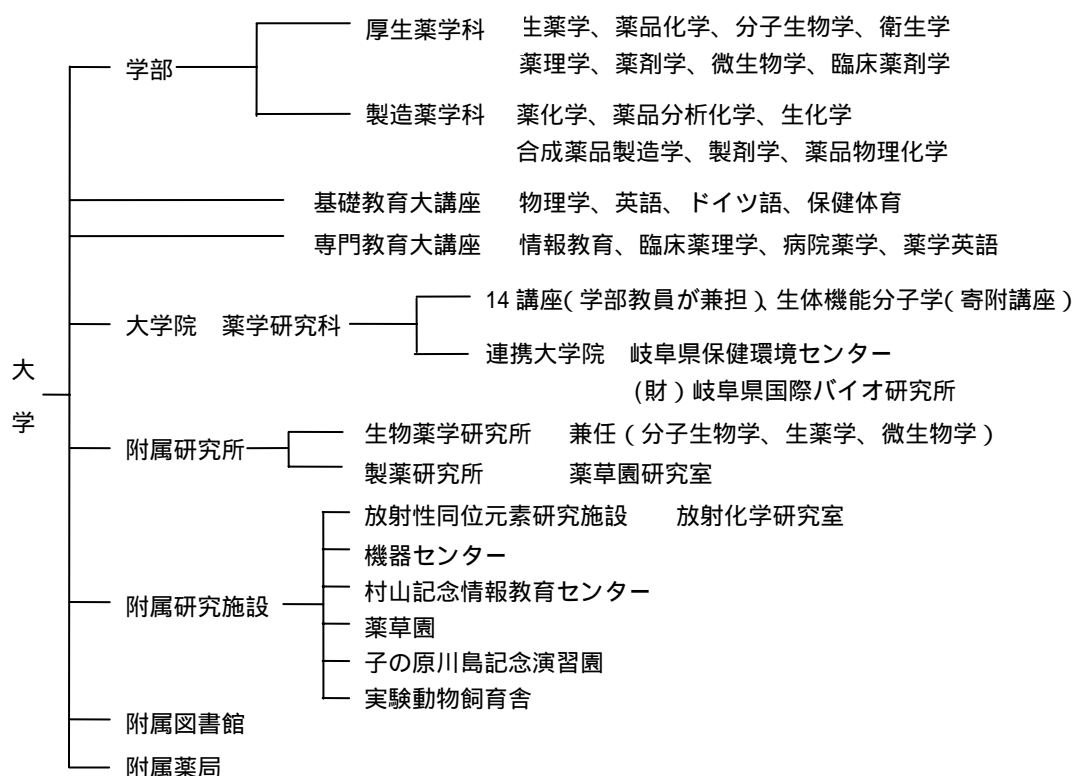 厚生薬学科 生薬学、薬品化学、分子生物学、衛生学
学部 薬理学、薬剤学、微生物学、臨床薬剤学
製造薬学科 薬化学、薬品分析化学、生化学
合成薬品製造学、製剤学、薬品物理化学
基礎教育大講座 物理学、英語、ドイツ語、保健体育
専門教育大講座 情報教育、臨床薬理学、病院薬学、薬学英語
14 講座(学部教員が兼担)、生体機能分子学(寄附講座)
大学院 薬学研究科
連携大学院 岐阜県保健環境センター
(財)岐阜県国際バイオ研究所
大学
生物薬学研究所 兼任(分子生物学、生薬学、微生物学)
附属研究所
製薬研究所 薬草園研究室
放射性同位元素研究施設 放射化学研究室
機器センター
村山記念情報教育センター
附属研究施設
薬草園
子の原川島記念演習園
実験動物飼育舎
附属図書館
附属薬局